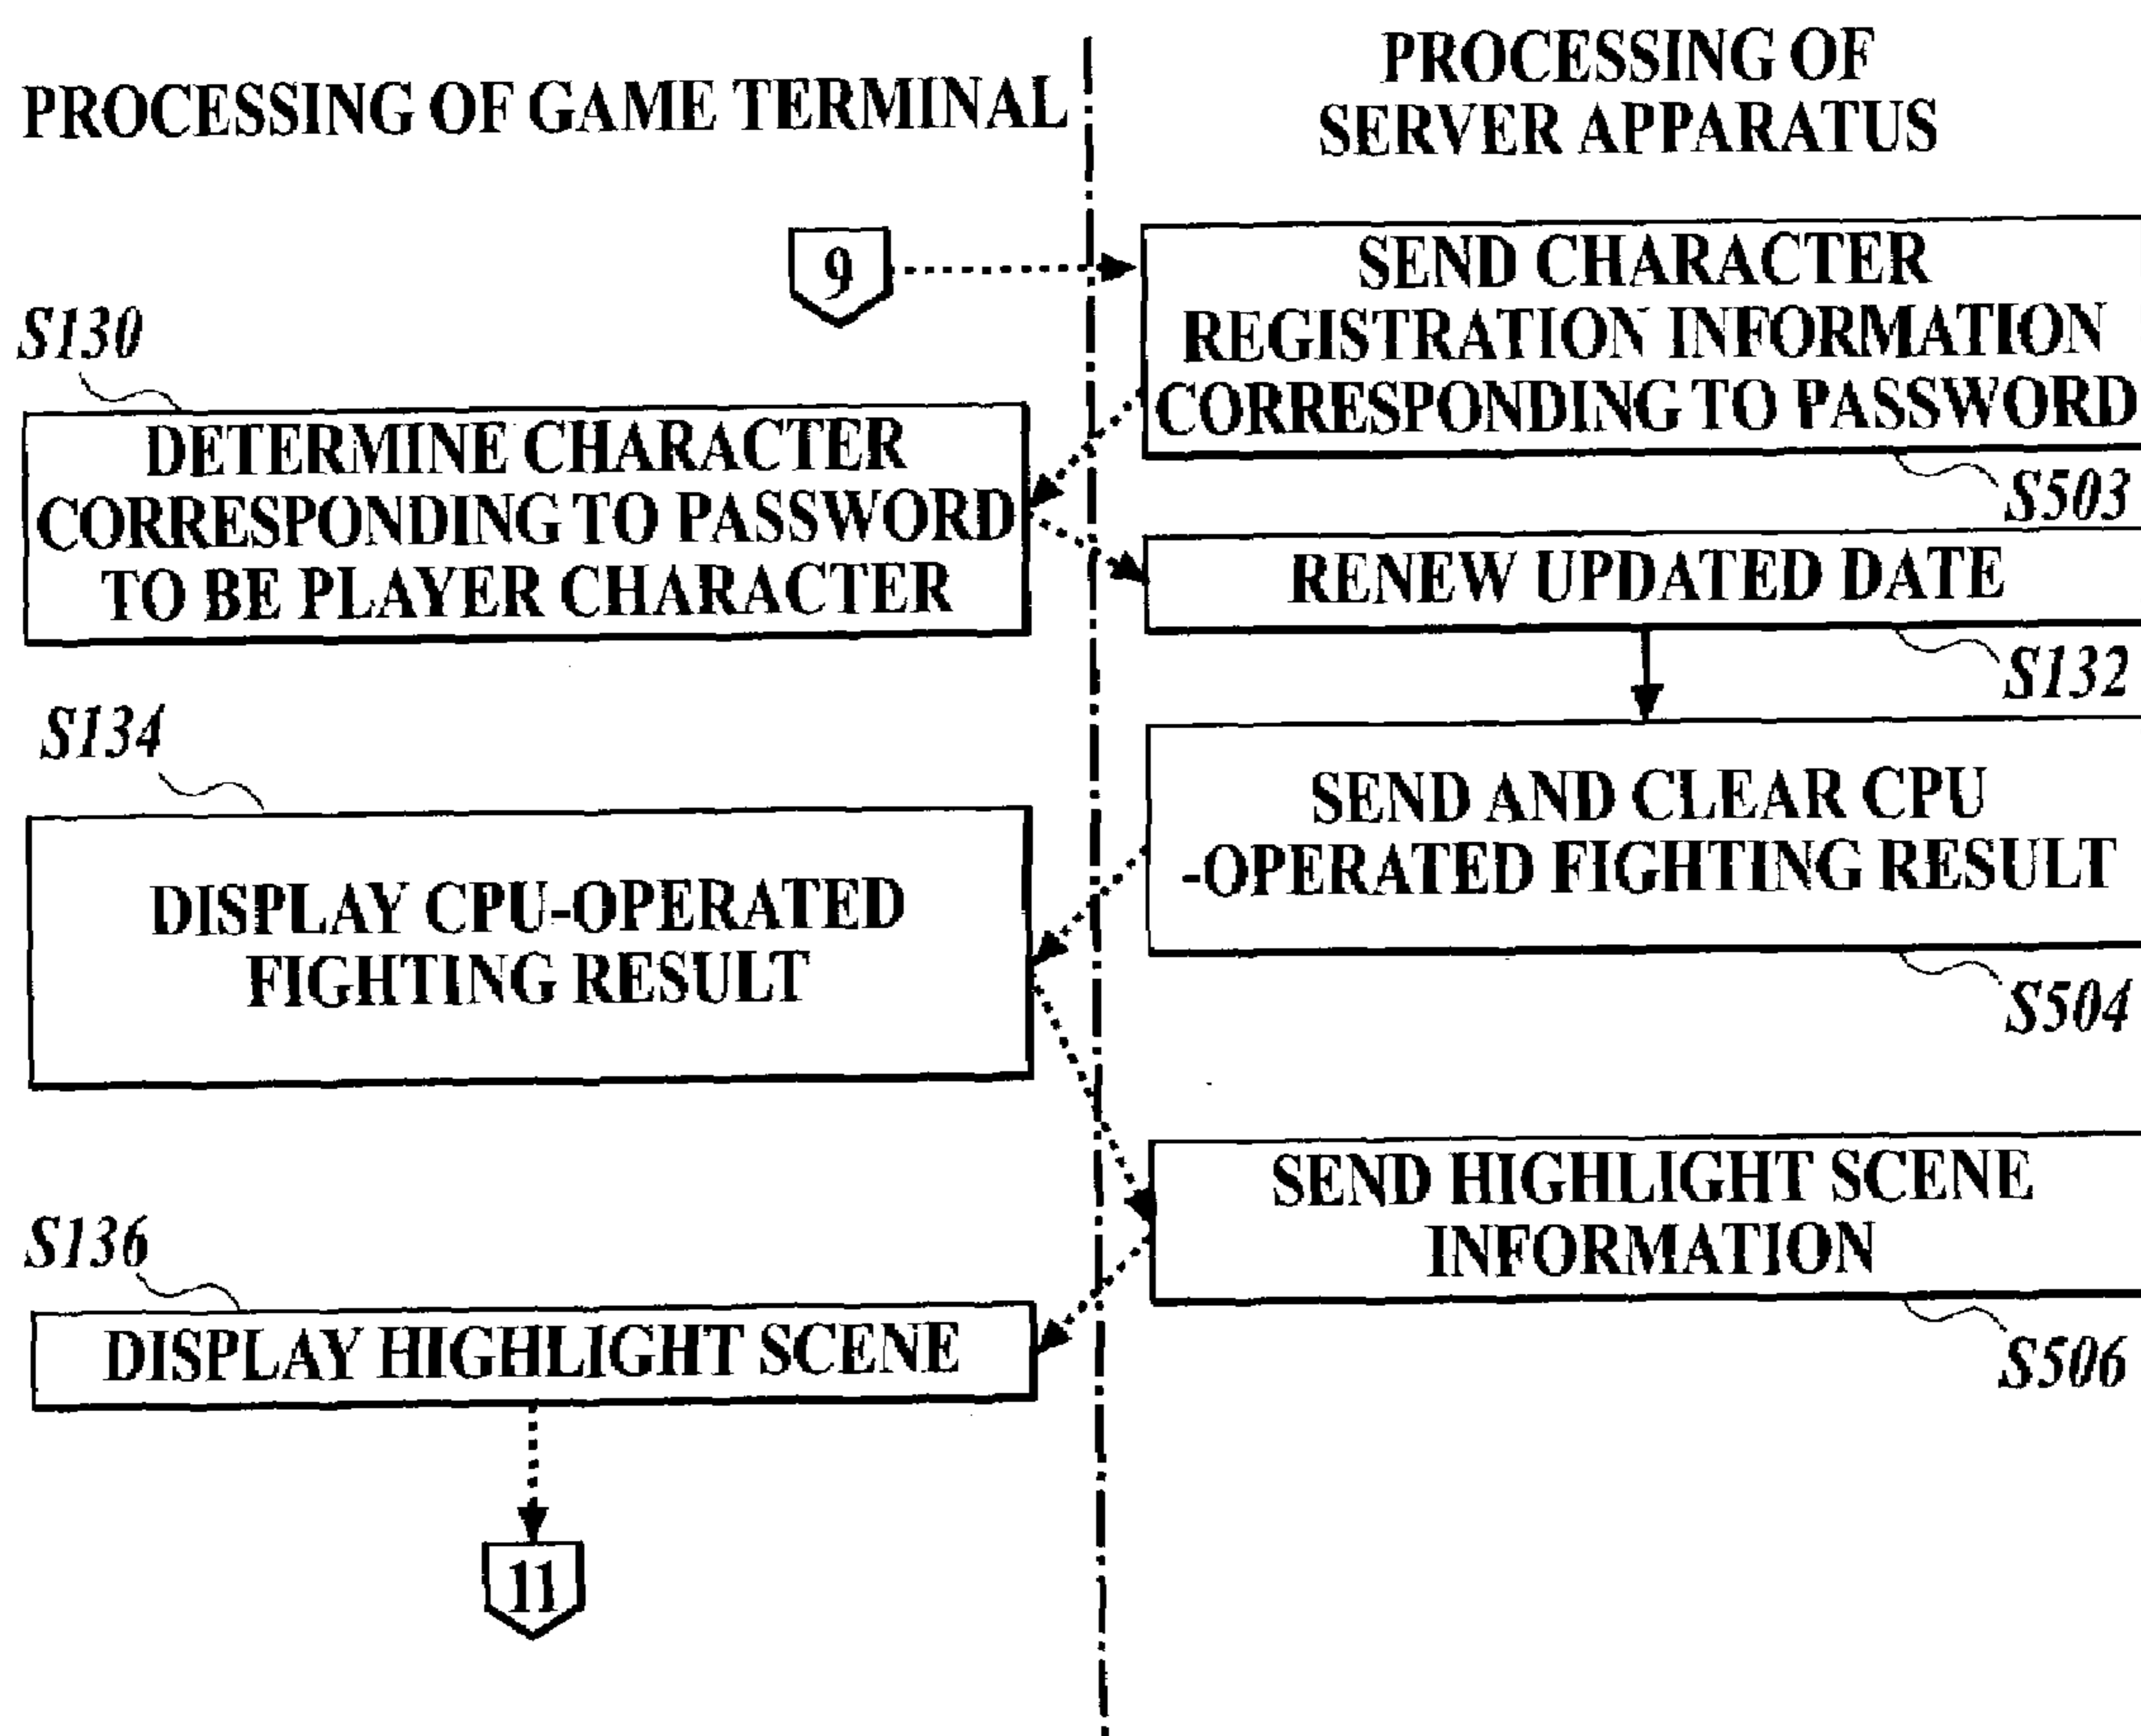 PROCESSING OF GAME TERMINAL
PROCESSING OF
SERVER APPARATUS
9
SEND CHARACTER
REGISTRATION INFORMATION
CORRESPONDING TO PASSWORD
S503
S130
DETERMINE CHARACTER
CORRESPONDING TO PASSWORD
TO BE PLAYER CHARACTER
RENEW UPDATED DATE
S132
SEND AND CLEAR CPU
-OPERATED FIGHTING RESULT
S504
S134
DISPLAY CPU-OPERATED
FIGHTING RESULT
SEND HIGHLIGHT SCENE
INFORMATION
S506
S136
DISPLAY HIGHLIGHT SCENE
11